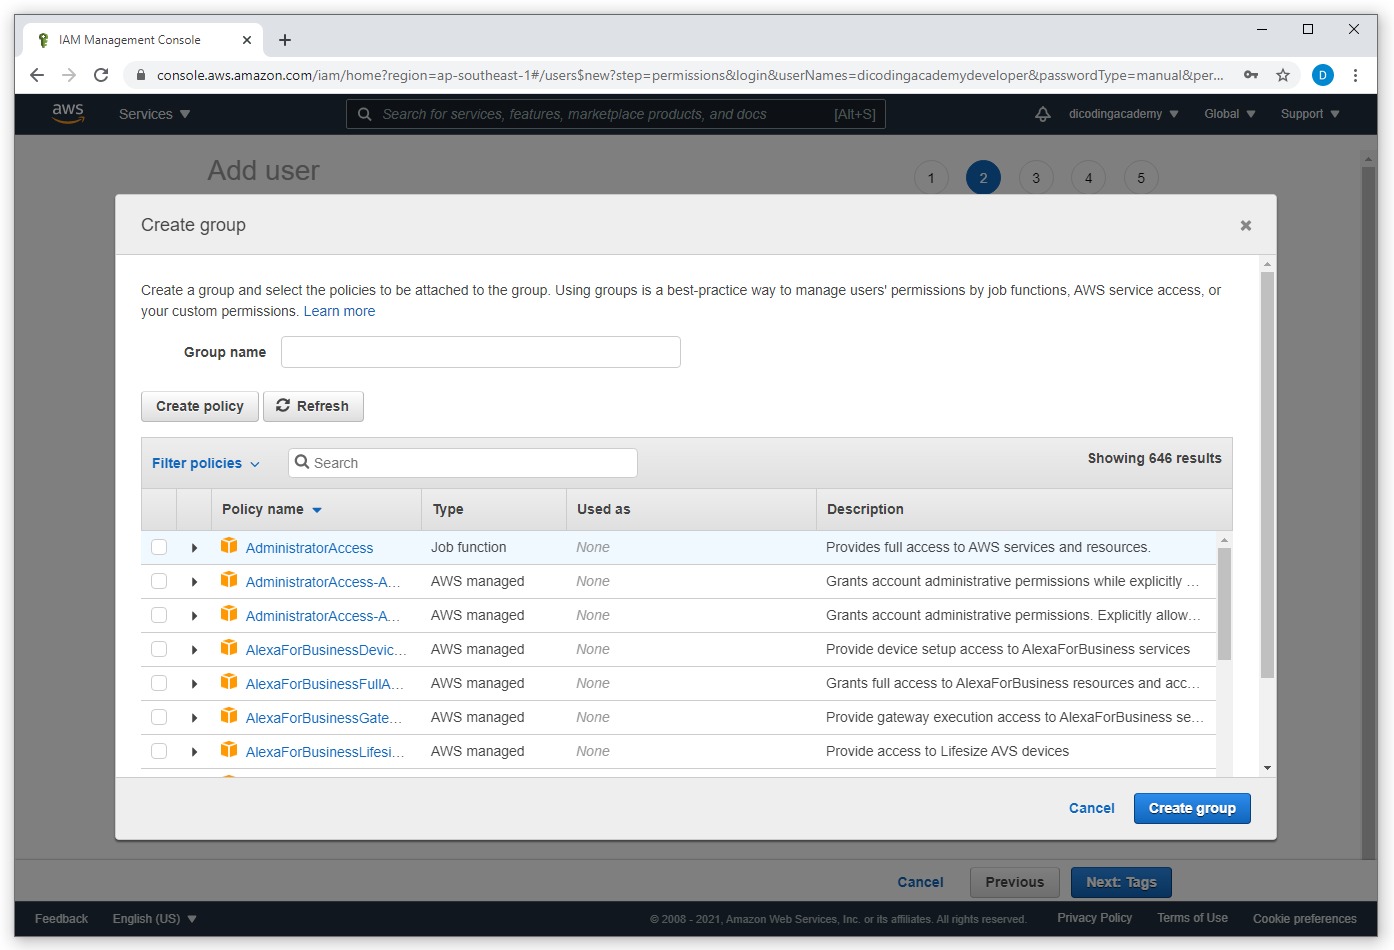 IAM Management Console
console.aws.amazon.com/iam/home?region=ap-southeast-1#/users$new?step=permissions&login&userNames=dicodingacademydeveloper&passwordType=manual&per...
D
aws
Services
Search for services, features, marketplace products, and docs
[Alt+S]
dicodingacademy
Global
Support
Add user
1
2
3
4
5
Create group
Create a group and select the policies to be attached to the group. Using groups is a best-practice way to manage users' permissions by job functions, AWS service access, or
your custom permissions. Learn more
Group name
Create policy
Refresh
Filter policies
Search
Showing 646 results
Policy name Type Used as Description
AdministratorAccess Job function None Provides full access to AWS services and resources.
AdministratorAccess-A... AWS managed None Grants account administrative permissions while explicitly ...
AdministratorAccess-A... AWS managed None Grants account administrative permissions. Explicitly allow...
AlexaForBusinessDevic... AWS managed None Provide device setup access to AlexaForBusiness services
AlexaForBusinessFullA... AWS managed None Grants full access to AlexaForBusiness resources and acc...
AlexaForBusinessGate... AWS managed None Provide gateway execution access to AlexaForBusiness se...
AlexaForBusinessLifesi... AWS managed None Provide access to Lifesize AVS devices
Cancel
Create group
Cancel
Previous
Next: Tags
Feedback
English (US)
© 2008 - 2021, Amazon Web Services, Inc. or its affiliates. All rights reserved.
Privacy Policy
Terms of Use
Cookie preferences